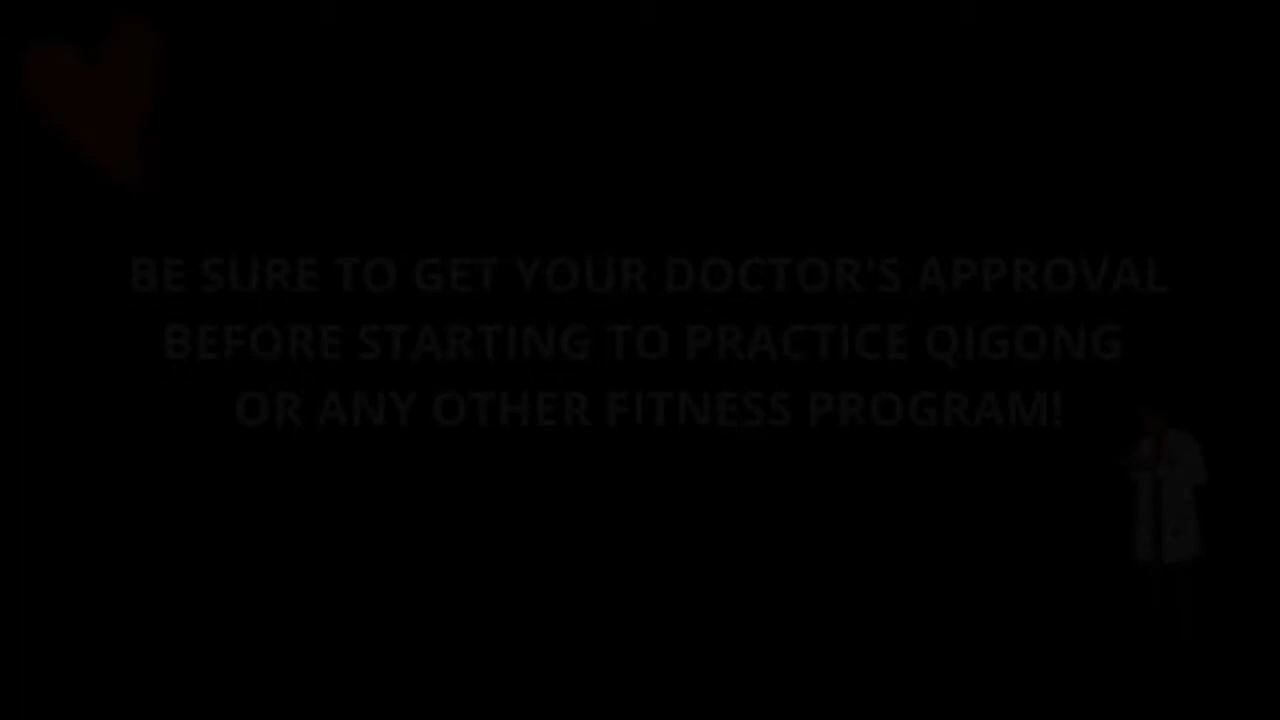 BE SURE TO GET YOUR DOCTOR'S APPROVAL
BEFORE STARTING TO PRACTICE QIGONG
OR ANY OTHER FITNESS PROGRAM!